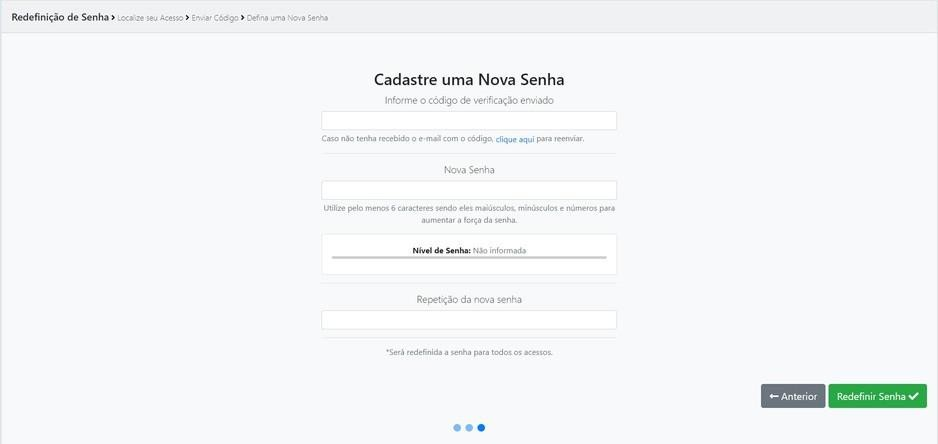 Redefinição de Senha > Localize seu Acesso > Enviar Código > Defina uma Nova Senha
Cadastre uma Nova Senha
Informe o código de verificação enviado
Caso não tenha recebido o e-mail com o código, clique aqui para reenviar.
Nova Senha
Utilize pelo menos 6 caracteres sendo eles maiúsculos, minúsculos e números para
aumentar a força da senha.
Nível de Senha: Não informada
Repetição da nova senha
*Será redefinida a senha para todos os acessos.
Anterior
Redefinir Senha